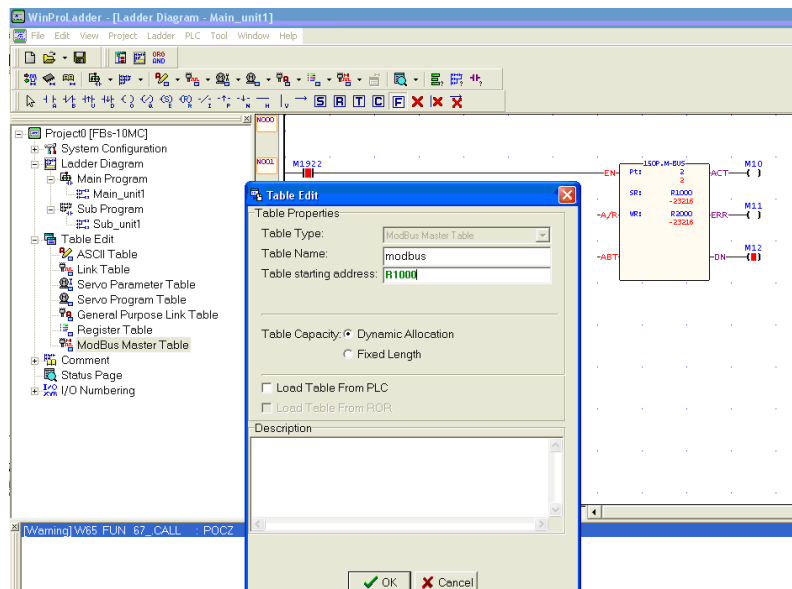 WinProLadder - [Ladder Diagram - Main_unit1]
File Edit View Project Ladder PLC Tool Window Help
ORG
AND
A B P N H V S R T C F
Project0 [FBs-10MC]
System Configuration
Ladder Diagram
Main Program
Main_unit1
Sub Program
Sub_unit1
Table Edit
ASCII Table
Link Table
Servo Parameter Table
Servo Program Table
General Purpose Link Table
Register Table
ModBus Master Table
Comment
Status Page
I/O Numbering
N000
N001
M1922
150P.M-BUS
EN
Pt: 2
2
ACT
M10
( )
A/R
SR: R1000
-23216
WR: R2000
-23216
ERR
M11
( )
ABT
DN
M12
Table Edit
Table Properties
Table Type: ModBus Master Table
Table Name: modbus
Table starting address: R1000
Table Capacity: Dynamic Allocation
Fixed Length
Load Table From PLC
Load Table From ROR
Description
OK Cancel
[Warning] W65 FUN 67_CALL : POCZ